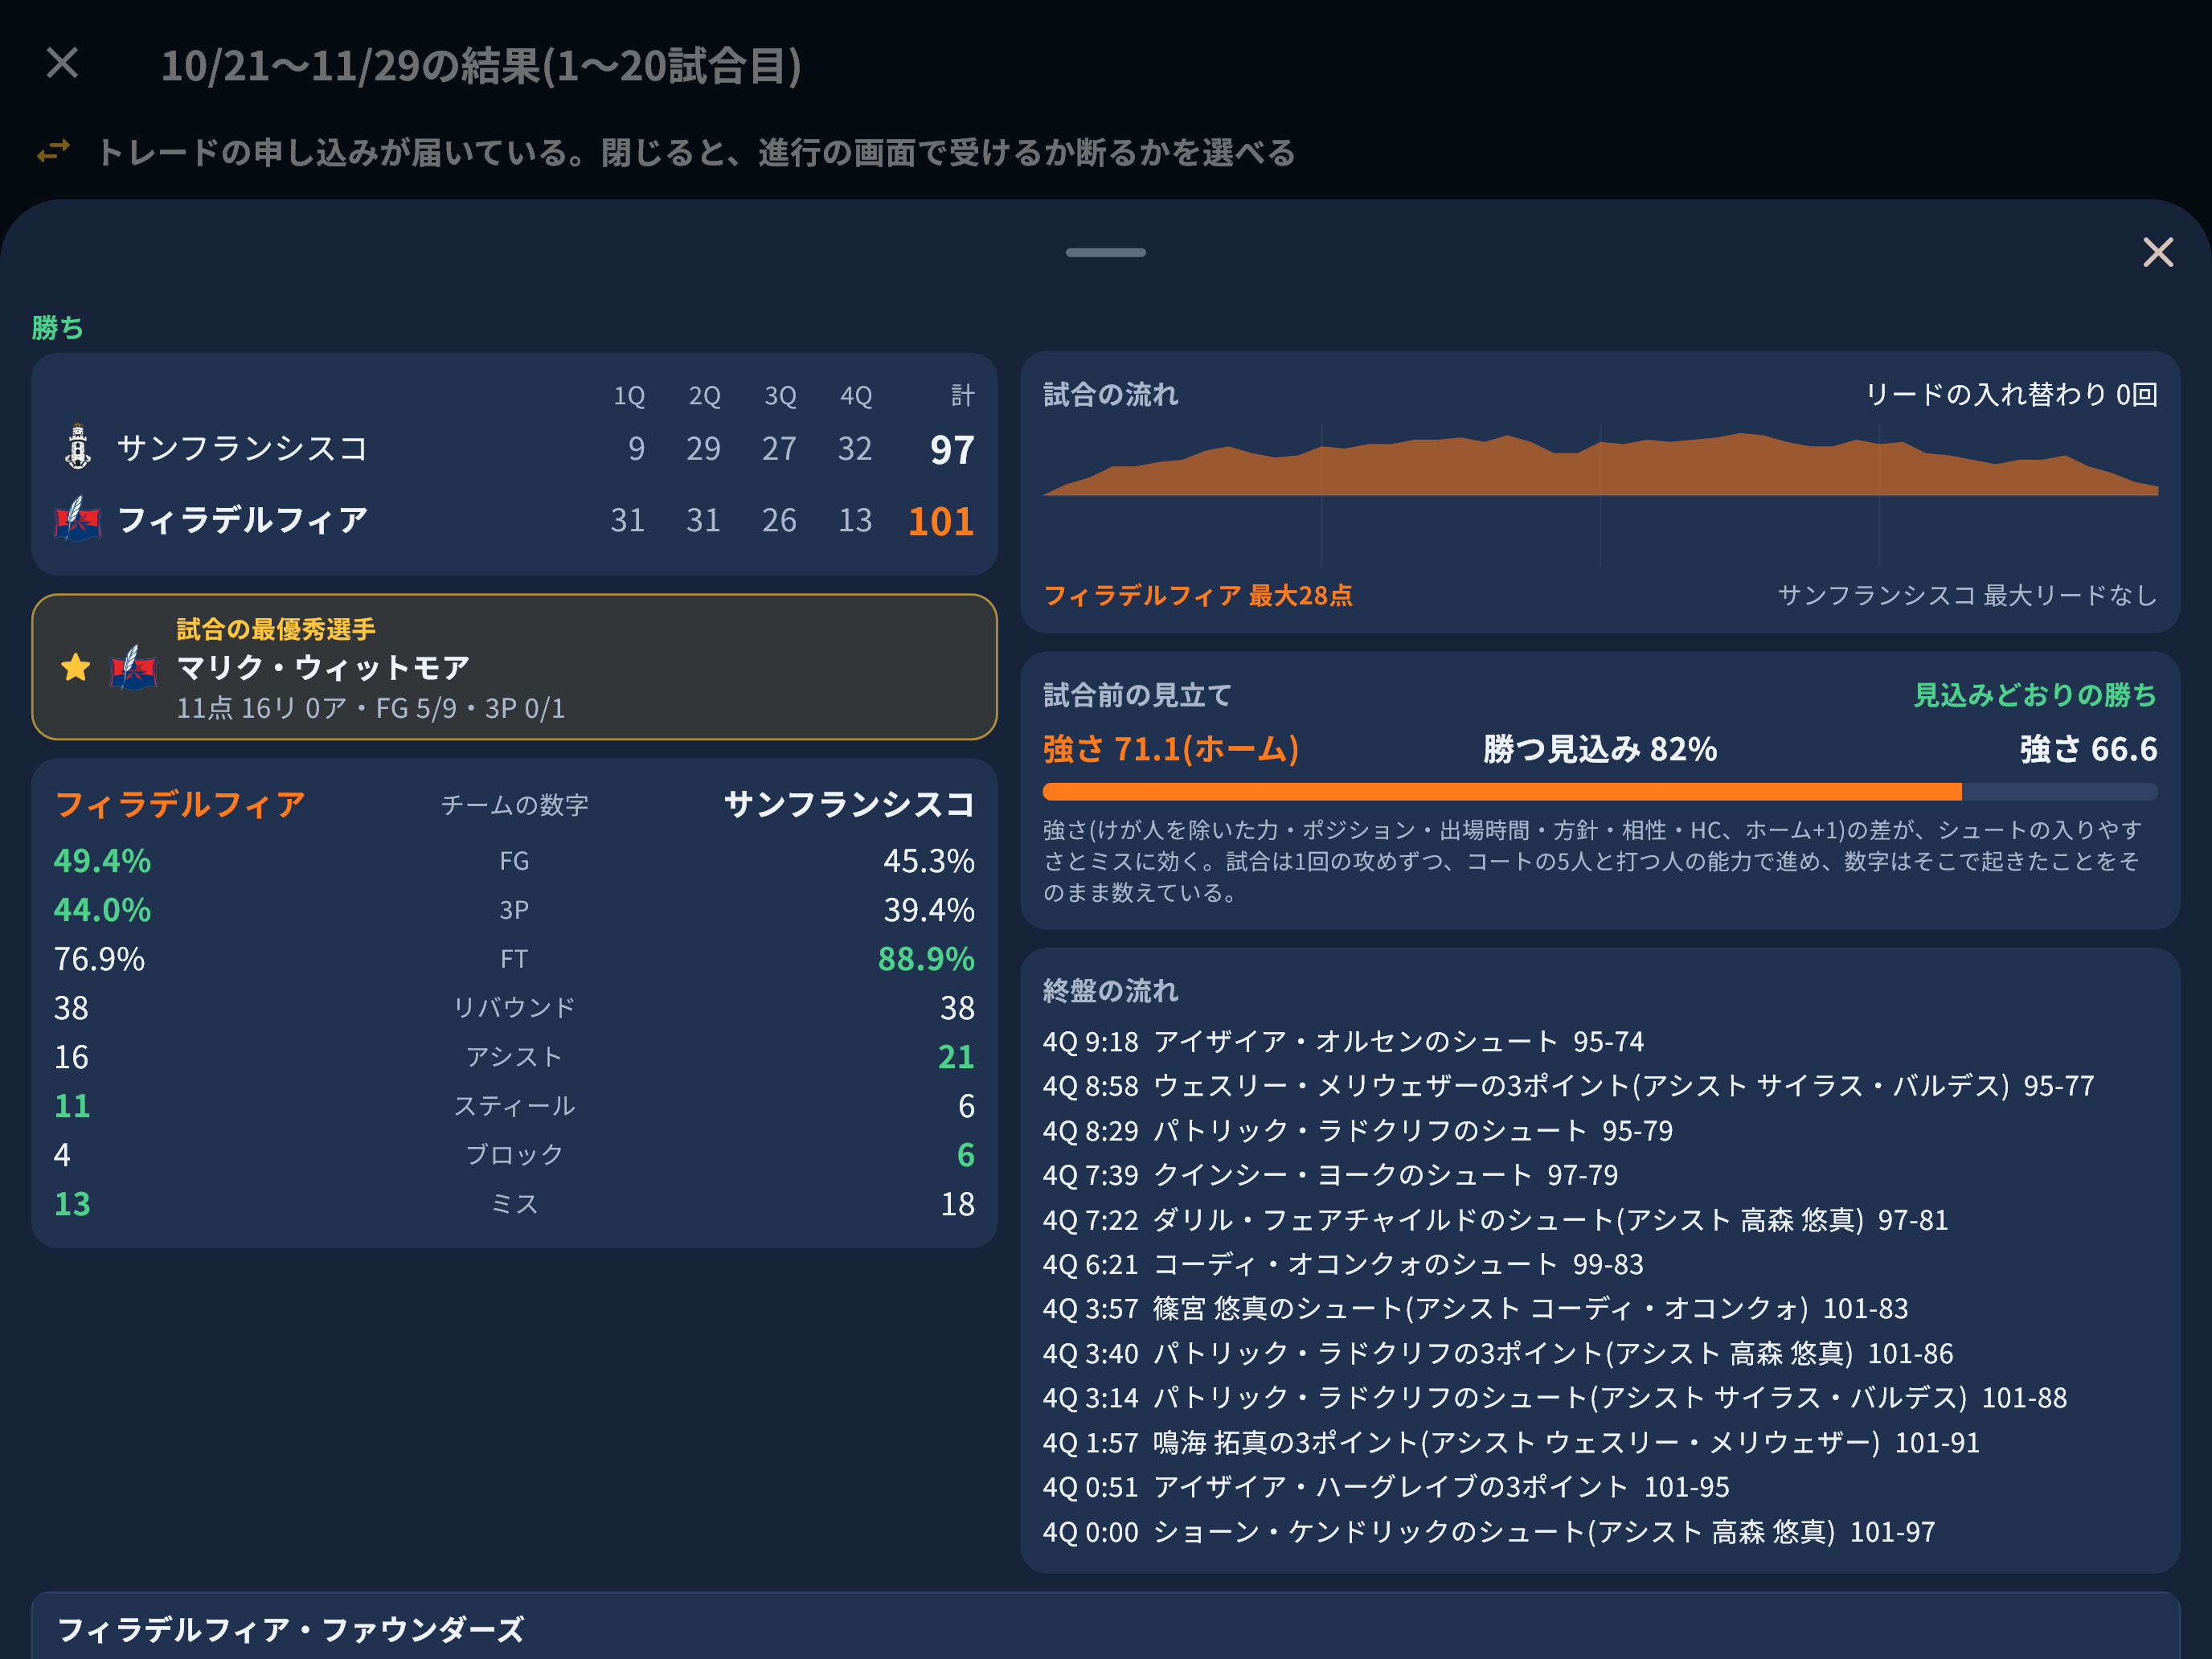 10/21〜11/29の結果(1〜20試合目)
トレードの申し込みが届いている。閉じると、進行の画面で受けるか断るかを選べる
勝ち
1Q 2Q 3Q 4Q 計
サンフランシスコ 9 29 27 32 97
フィラデルフィア 31 31 26 13 101
試合の最優秀選手
マリク・ウィットモア
11点 16リ 0ア・FG 5/9・3P 0/1
フィラデルフィア チームの数字 サンフランシスコ
49.4% FG 45.3%
44.0% 3P 39.4%
76.9% FT 88.9%
38 リバウンド 38
16 アシスト 21
11 スティール 6
4 ブロック 6
13 ミス 18
試合の流れ リードの入れ替わり 0回
フィラデルフィア 最大28点 サンフランシスコ 最大リードなし
試合前の見立て 見込みどおりの勝ち
強さ 71.1(ホーム) 勝つ見込み 82% 強さ 66.6
強さ(けが人を除いた力・ポジション・出場時間・方針・相性・HC、ホーム+1)の差が、シュートの入りやす
さとミスに効く。試合は1回の攻めずつ、コートの5人と打つ人の能力で進め、数字はそこで起きたことをそ
のまま数えている。
終盤の流れ
4Q 9:18 アイザイア・オルセンのシュート 95-74
4Q 8:58 ウェスリー・メリウェザーの3ポイント(アシスト サイラス・バルデス) 95-77
4Q 8:29 パトリック・ラドクリフのシュート 95-79
4Q 7:39 クインシー・ヨークのシュート 97-79
4Q 7:22 ダリル・フェアチャイルドのシュート(アシスト 高森 悠真) 97-81
4Q 6:21 コーディ・オコンクォのシュート 99-83
4Q 3:57 篠宮 悠真のシュート(アシスト コーディ・オコンクォ) 101-83
4Q 3:40 パトリック・ラドクリフの3ポイント(アシスト 高森 悠真) 101-86
4Q 3:14 パトリック・ラドクリフのシュート(アシスト サイラス・バルデス) 101-88
4Q 1:57 鳴海 拓真の3ポイント(アシスト ウェスリー・メリウェザー) 101-91
4Q 0:51 アイザイア・ハーグレイブの3ポイント 101-95
4Q 0:00 ショーン・ケンドリックのシュート(アシスト 高森 悠真) 101-97
フィラデルフィア・ファウンダーズ